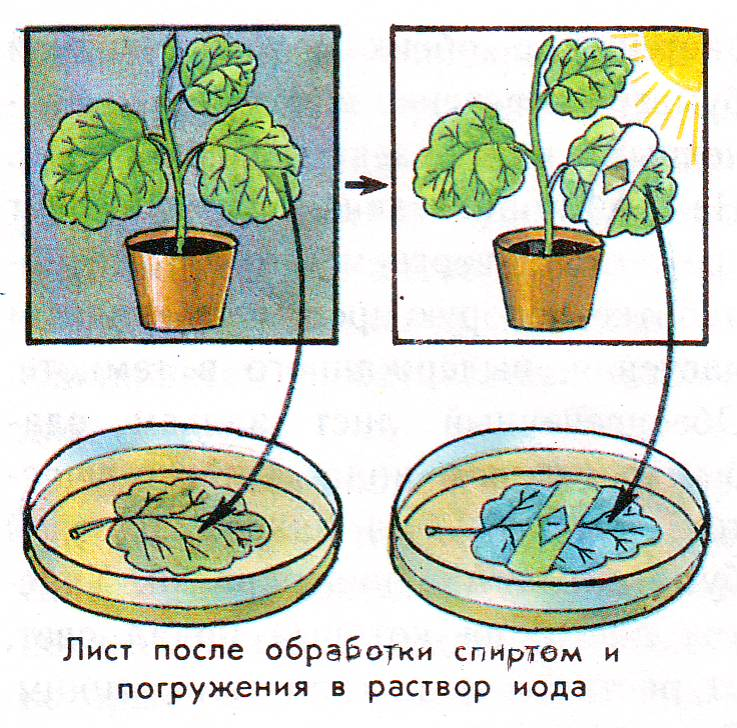 Лист после обработки спиртом и
погружения в раствор иода